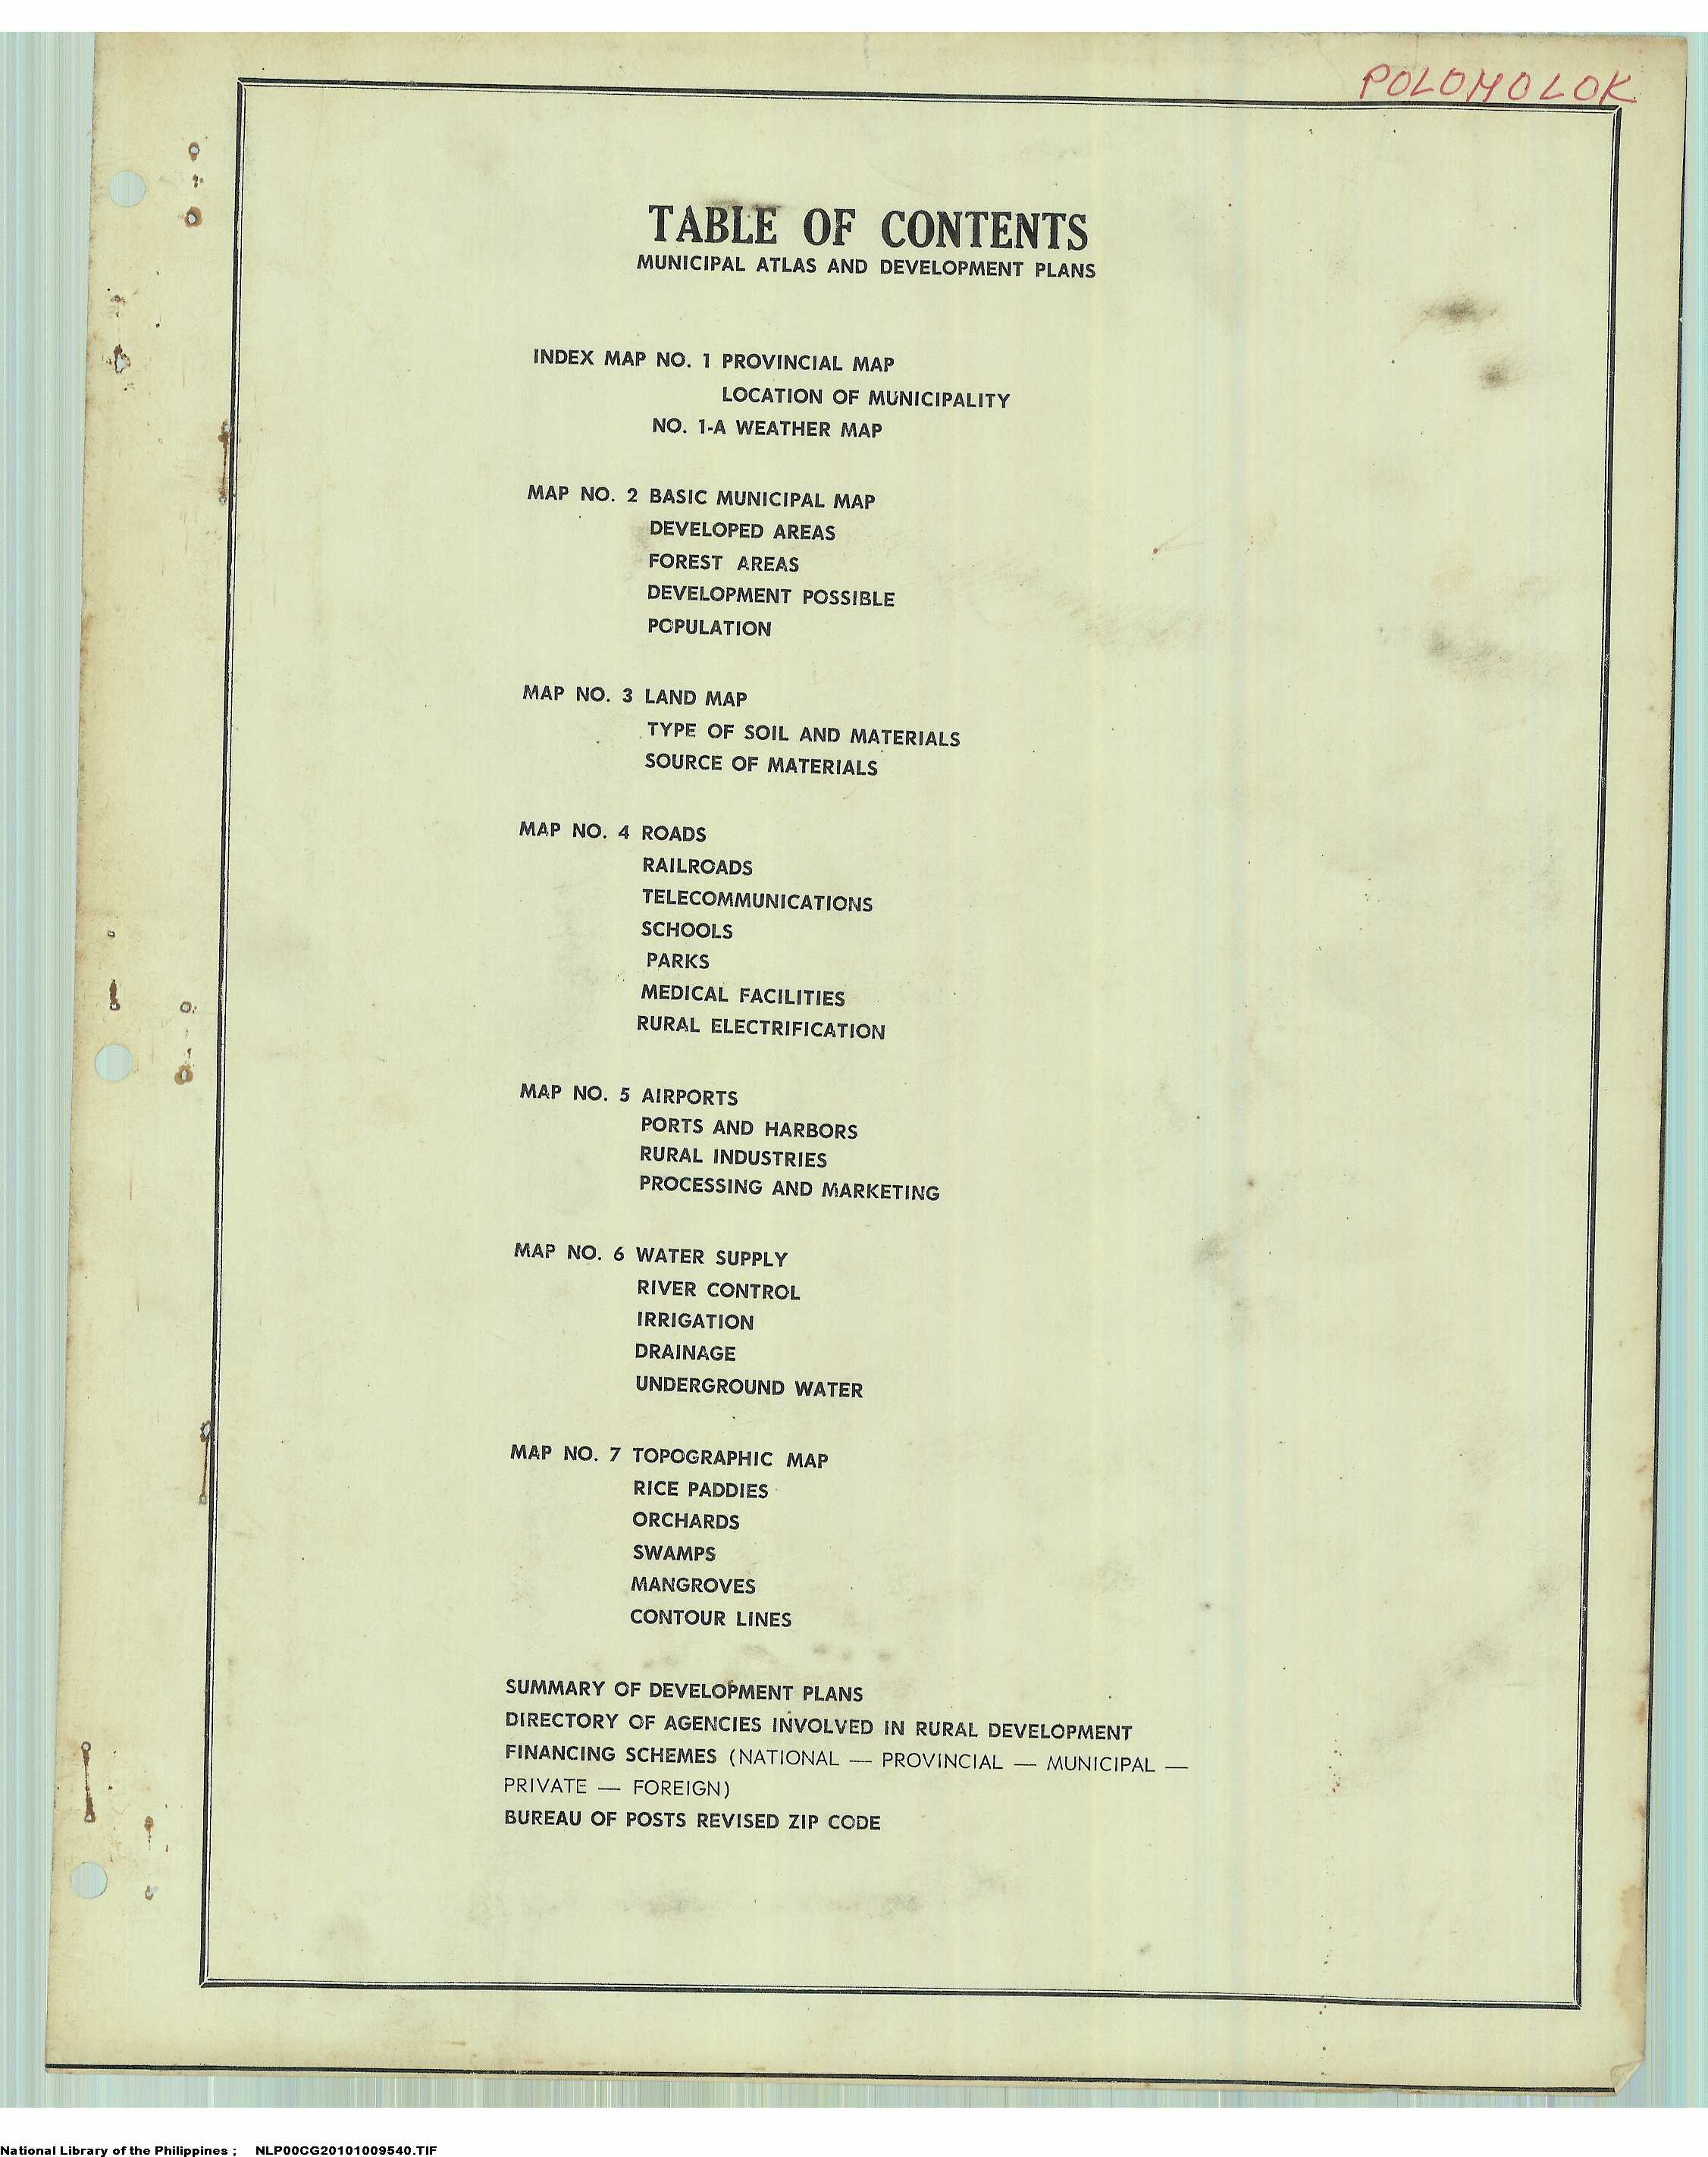 POLOMOLOK
TABLE OF CONTENTS
MUNICIPAL ATLAS AND DEVELOPMENT PLANS
INDEX MAP NO. 1 PROVINCIAL MAP
LOCATION OF MUNICIPALITY
NO. 1-A WEATHER MAP
MAP NO. 2 BASIC MUNICIPAL MAP
DEVELOPED AREAS
FOREST AREAS
DEVELOPMENT POSSIBLE
POPULATION
MAP NO. 3 LAND MAP
TYPE OF SOIL AND MATERIALS
SOURCE OF MATERIALS
MAP NO. 4 ROADS
RAILROADS
TELECOMMUNICATIONS
SCHOOLS
PARKS
MEDICAL FACILITIES
RURAL ELECTRIFICATION
MAP NO. 5 AIRPORTS
PORTS AND HARBORS
RURAL INDUSTRIES
PROCESSING AND MARKETING
MAP NO. 6 WATER SUPPLY
RIVER CONTROL
IRRIGATION
DRAINAGE
UNDERGROUND WATER
MAP NO. 7 TOPOGRAPHIC MAP
RICE PADDIES
ORCHARDS
SWAMPS
MANGROVES
CONTOUR LINES
SUMMARY OF DEVELOPMENT PLANS
DIRECTORY OF AGENCIES INVOLVED IN RURAL DEVELOPMENT
FINANCING SCHEMES (NATIONAL — PROVINCIAL — MUNICIPAL —
PRIVATE — FOREIGN)
BUREAU OF POSTS REVISED ZIP CODE
National Library of the Philippines ; NLP00CG20101009540.TIF